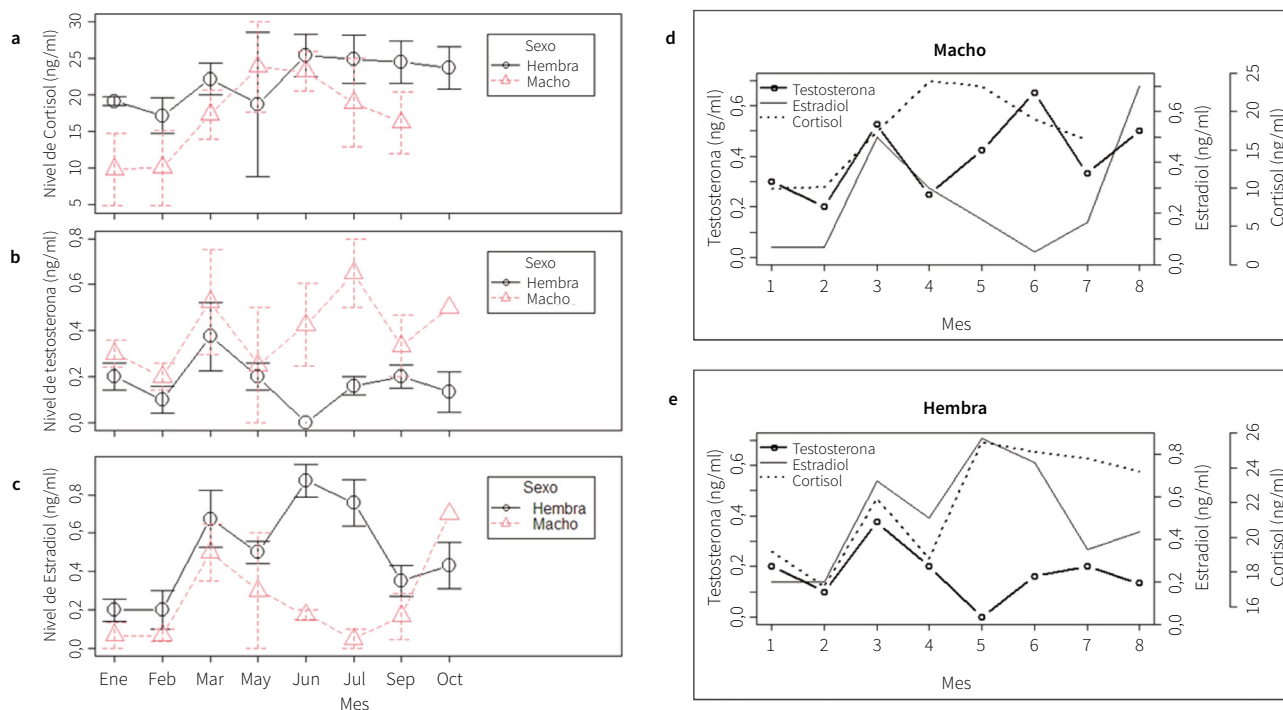 a
Nivel de Cortisol (ng/ml)
30
25
20
15
10
5
Sexo
Hembra
Macho
b
Nivel de testosterona (ng/ml)
0,8
0,6
0,4
0,2
0,0
Sexo
Hembra
Macho
c
Nivel de Estradiol (ng/ml)
0,8
0,6
0,4
0,2
0,0
Sexo
Hembra
Macho
Ene Feb Mar May Jun Jul Sep Oct
Mes
d
Macho
Testosterona
Estradiol
Cortisol
Testosterona (ng/ml)
0,6
0,4
0,2
0,0
Estradiol (ng/ml)
0,6
0,4
0,2
0,0
Cortisol (ng/ml)
25
20
15
10
5
0
1 2 3 4 5 6 7 8
Mes
e
Hembra
Testosterona
Estradiol
Cortisol
Testosterona (ng/ml)
0,6
0,4
0,2
0,0
Estradiol (ng/ml)
0,8
0,6
0,4
0,2
0,0
Cortisol (ng/ml)
26
24
22
20
18
16
1 2 3 4 5 6 7 8
Mes